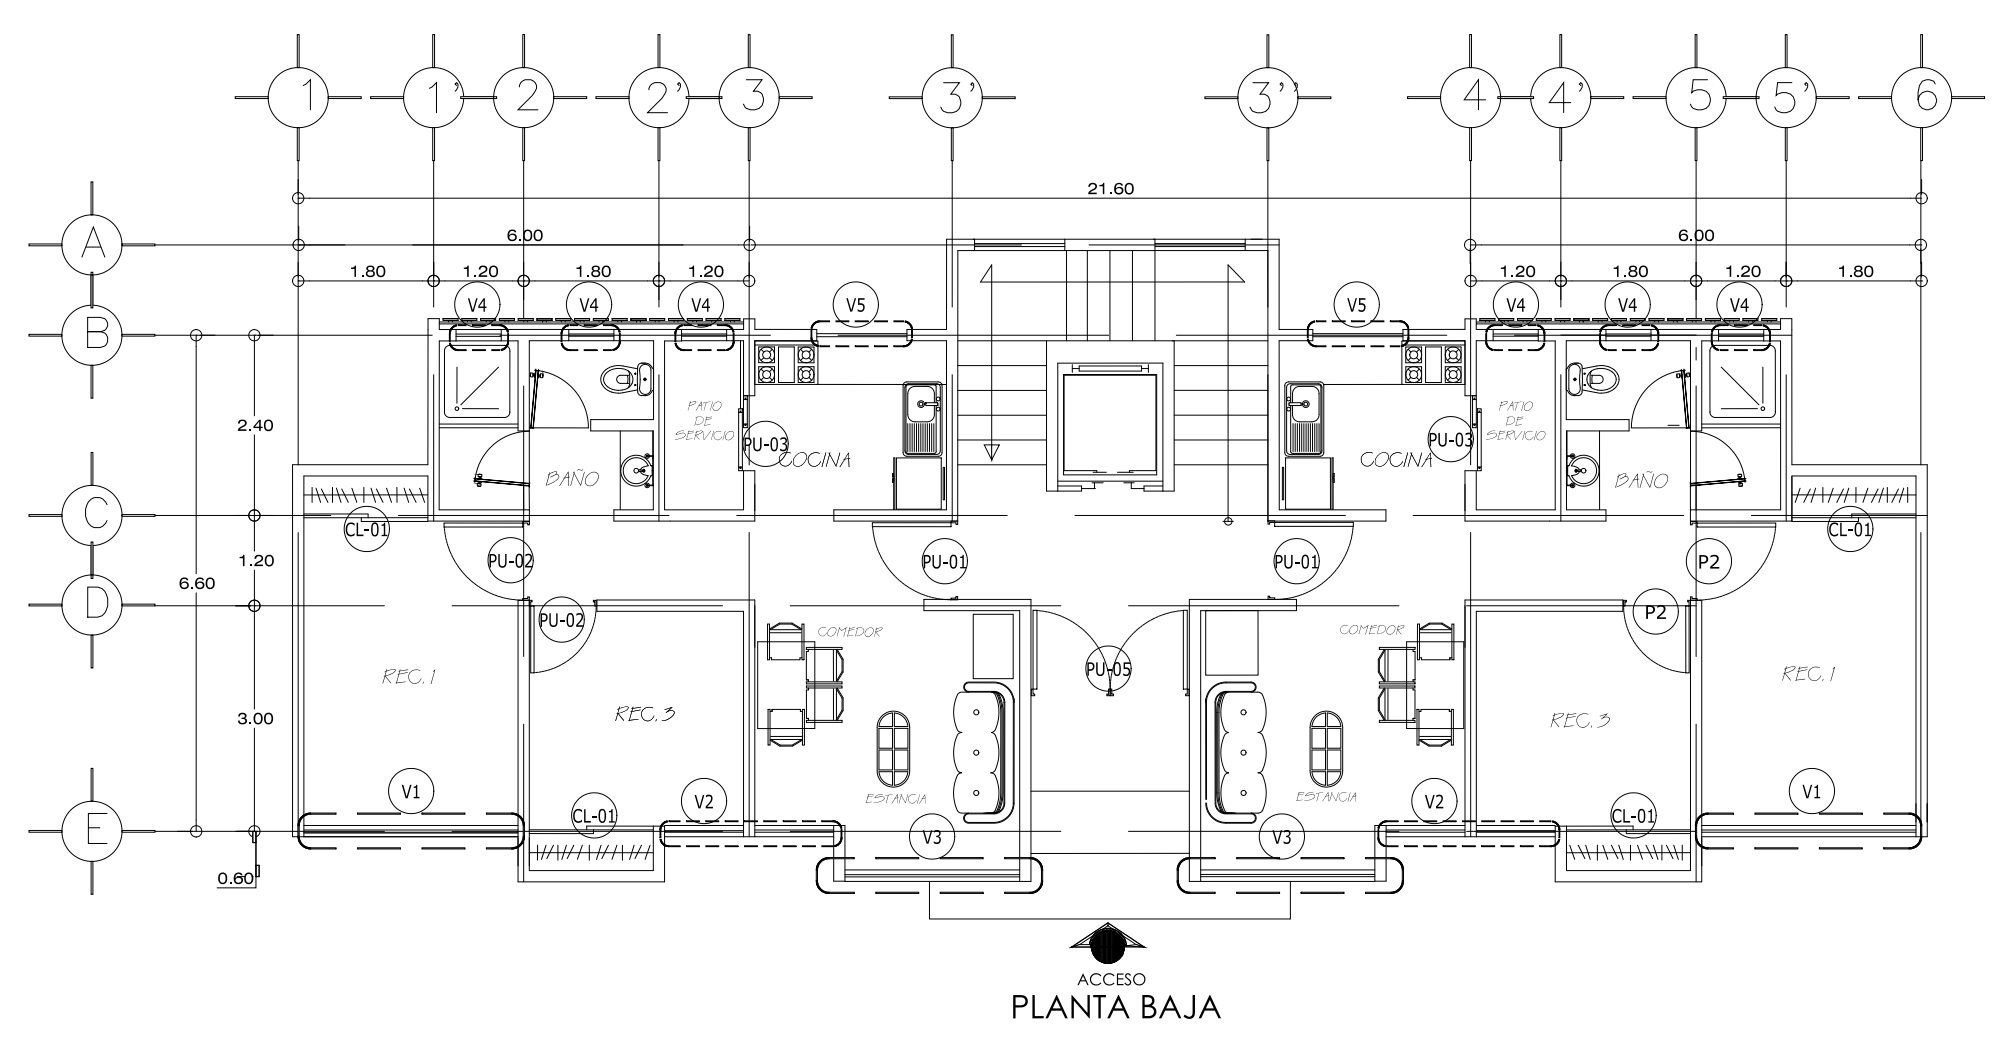 1 1' 2 2' 3 3' 3'' 4 4' 5 5' 6
21.60
A 6.00 6.00
1.80 1.20 1.80 1.20 1.20 1.80 1.20 1.80
V4 V4 V4 V5 V5 V4 V4 V4
B
PATIO DE SERVICIO
PATIO DE SERVICIO
2.40
PU-03 PU-03
COCINA COCINA
BAÑO BAÑO
C
CL-01 CL-01
1.20 PU-02 PU-01 PU-01 P2
6.60
D PU-02 P2
COMEDOR COMEDOR
REC. 1 PU-05 REC. 1
3.00 REC. 3 REC. 3
V1 V2 ESTANCIA ESTANCIA V2 V1
CL-01 CL-01
E V3 V3
0.60
ACCESO
PLANTA BAJA